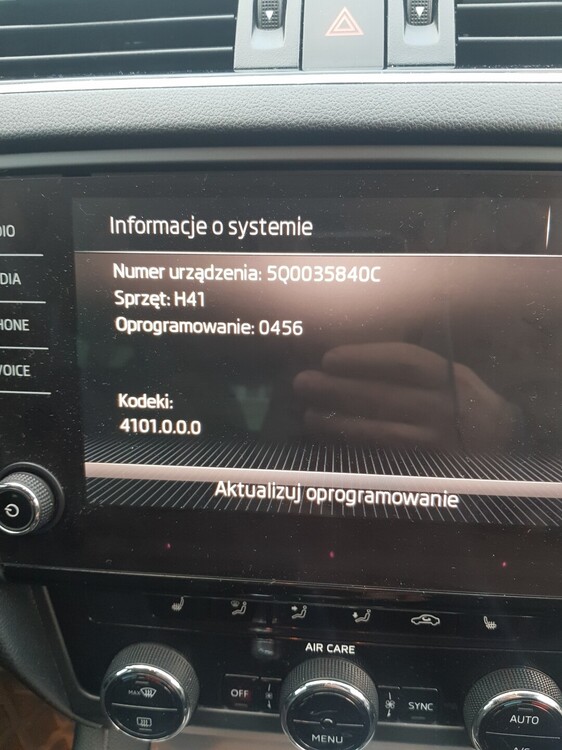 Informacje o systemie
Numer urządzenia: 5Q0035840C
Sprzęt: H41
Oprogramowanie: 0456
Kodeki:
4101.0.0.0
Aktualizuj oprogramowanie
DIO
DIA
HONE
VOICE
AIR CARE
MAX
OFF
MENU
SYNC
AUTO